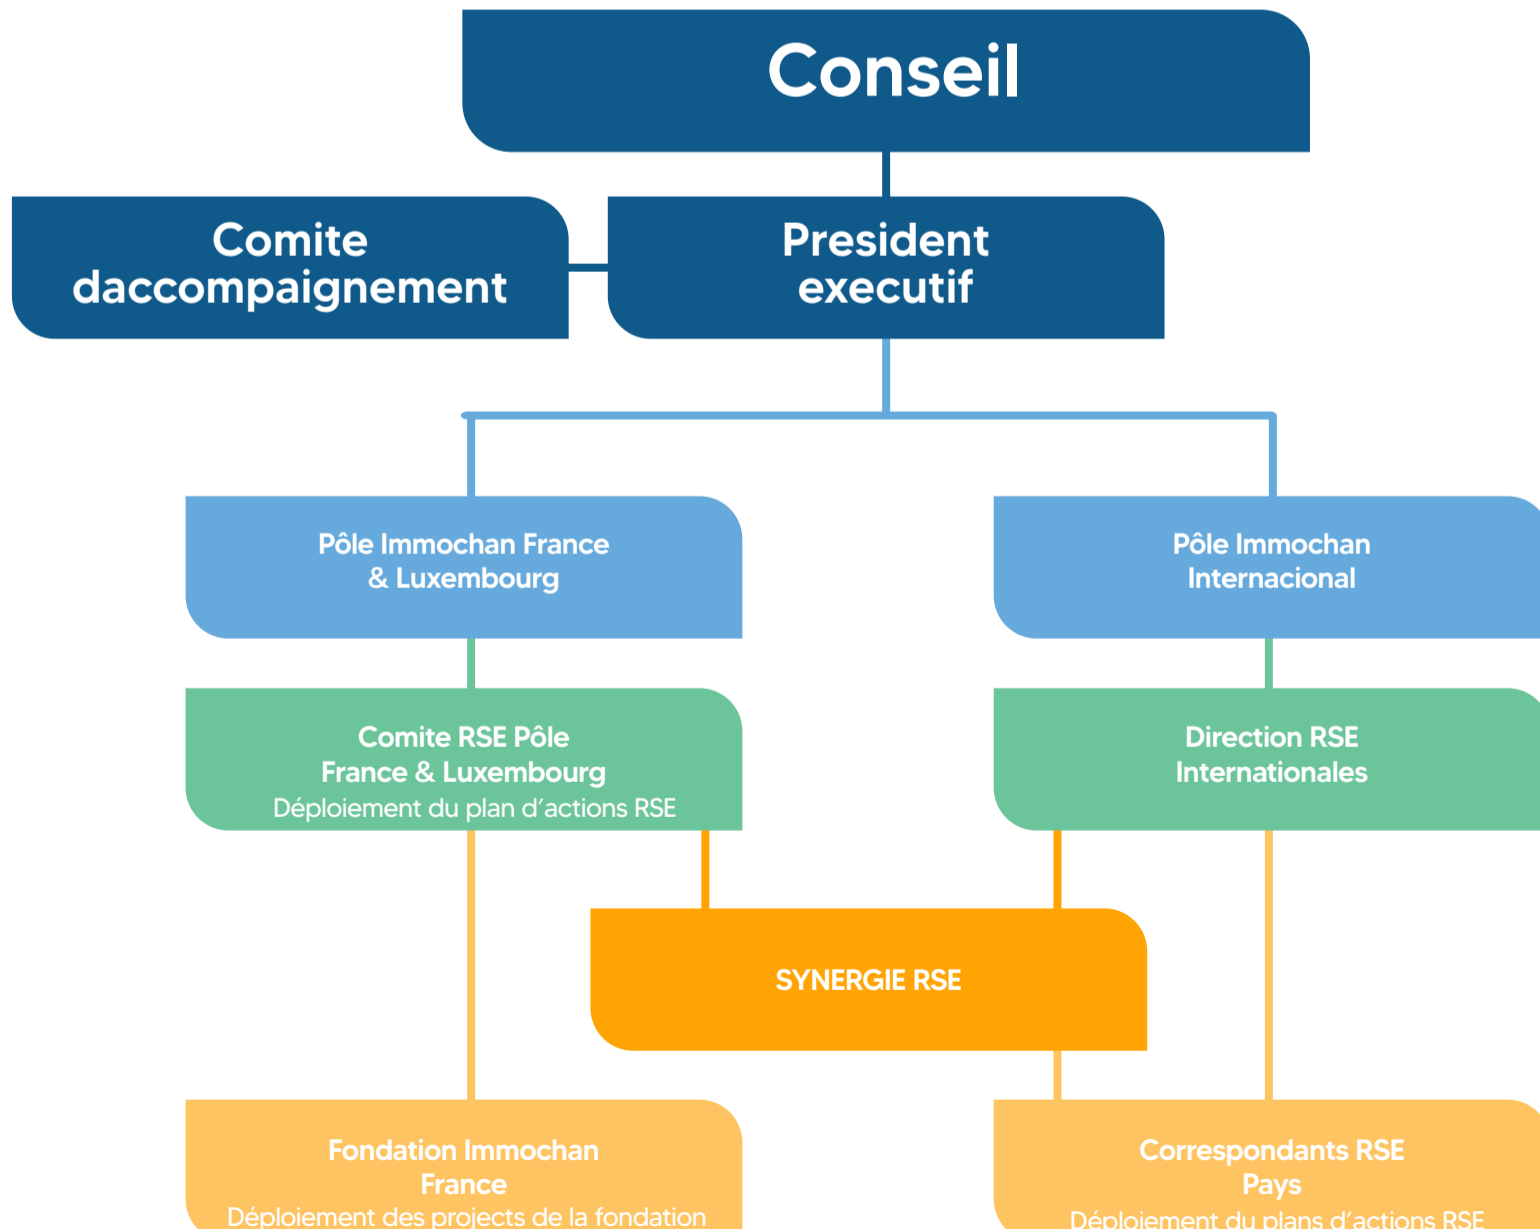 Conseil
Comite
daccompaignement
President
executif
Pôle Immochan France
& Luxembourg
Pôle Immochan
Internacional
Comite RSE Pôle
France & Luxembourg
Déploiement du plan d’actions RSE
Direction RSE
Internationales
SYNERGIE RSE
Fondation Immochan
France
Déploiement des projects de la fondation
Correspondants RSE
Pays
Déploiement du plans d’actions RSE